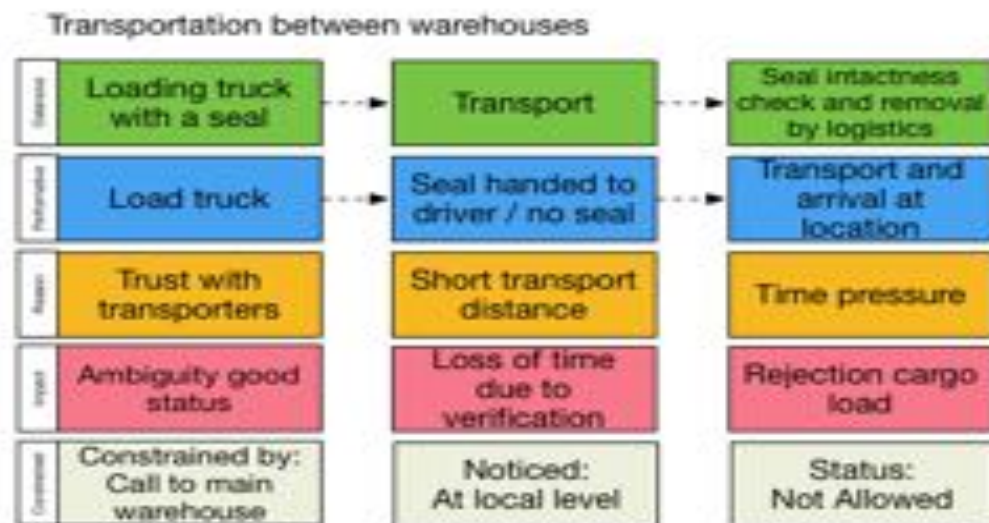 Transportation between warehouses
Loading truck
with a seal
Transport
Seal intactness
check and removal
by logistics
Load truck
Seal handed to
driver / no seal
Transport and
arrival at
location
Reason
Trust with
transporters
Short transport
distance
Time pressure
Impact
Ambiguity good
status
Loss of time
due to
verification
Rejection cargo
load
Constrained by:
Call to main
warehouse
Noticed:
At local level
Status:
Not Allowed